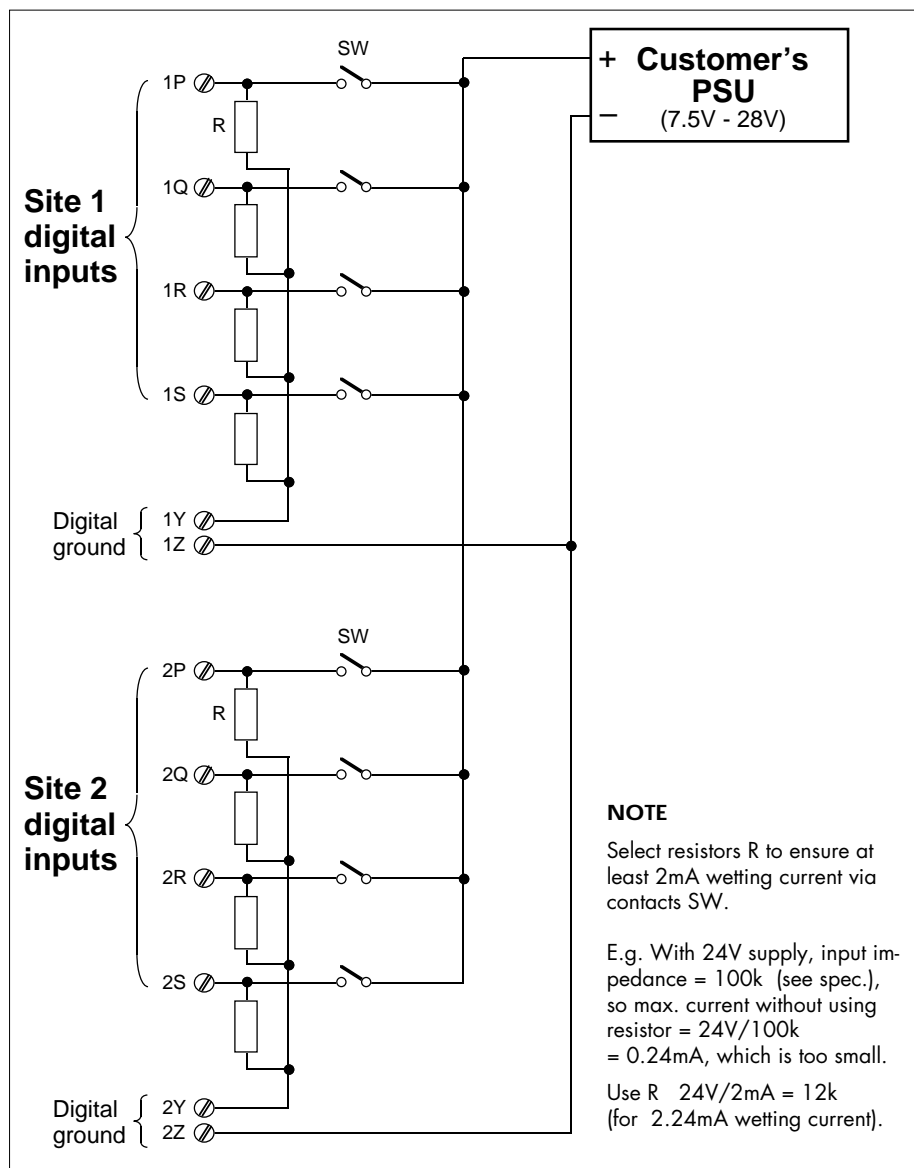 SW
1P
R
1Q
Site 1
digital
inputs
1R
1S
Digital
ground
1Y
1Z
+ Customer's
PSU
− (7.5V - 28V)
SW
2P
R
2Q
Site 2
digital
inputs
2R
2S
Digital
ground
2Y
2Z
NOTE
Select resistors R to ensure at
least 2mA wetting current via
contacts SW.
E.g. With 24V supply, input im-
pedance = 100k (see spec.),
so max. current without using
resistor = 24V/100k
= 0.24mA, which is too small.
Use R 24V/2mA = 12k
(for 2.24mA wetting current).